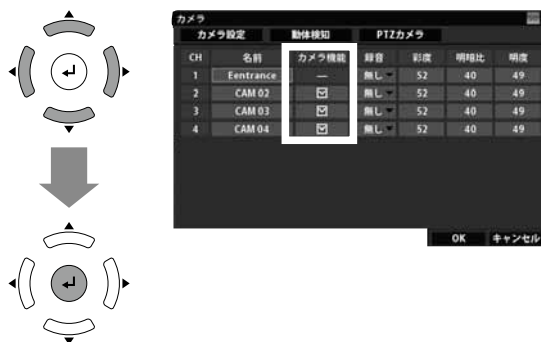 カメラ
カメラ設定 動体検知 PTZカメラ
CH 名前 カメラ機能 録音 彩度 明暗比 明度
1 Eentrance — 無し 52 40 49
2 CAM 02 無し 52 40 49
3 CAM 03 無し 52 40 49
4 CAM 04 無し 52 40 49
OK キャンセル